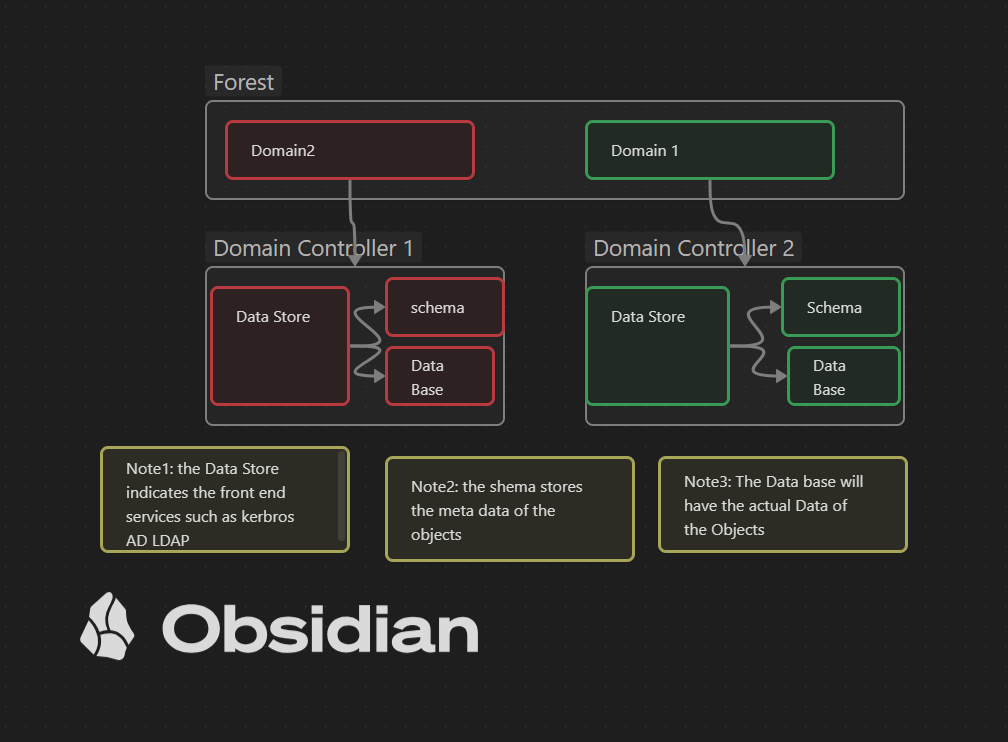 Forest
Domain2
Domain 1
Domain Controller 1
Domain Controller 2
Data Store
schema
Data
Base
Data Store
Schema
Data
Base
Note1: the Data Store
indicates the front end
services such as kerbros
AD LDAP
Note2: the shema stores
the meta data of the
objects
Note3: The Data base will
have the actual Data of
the Objects
Obsidian